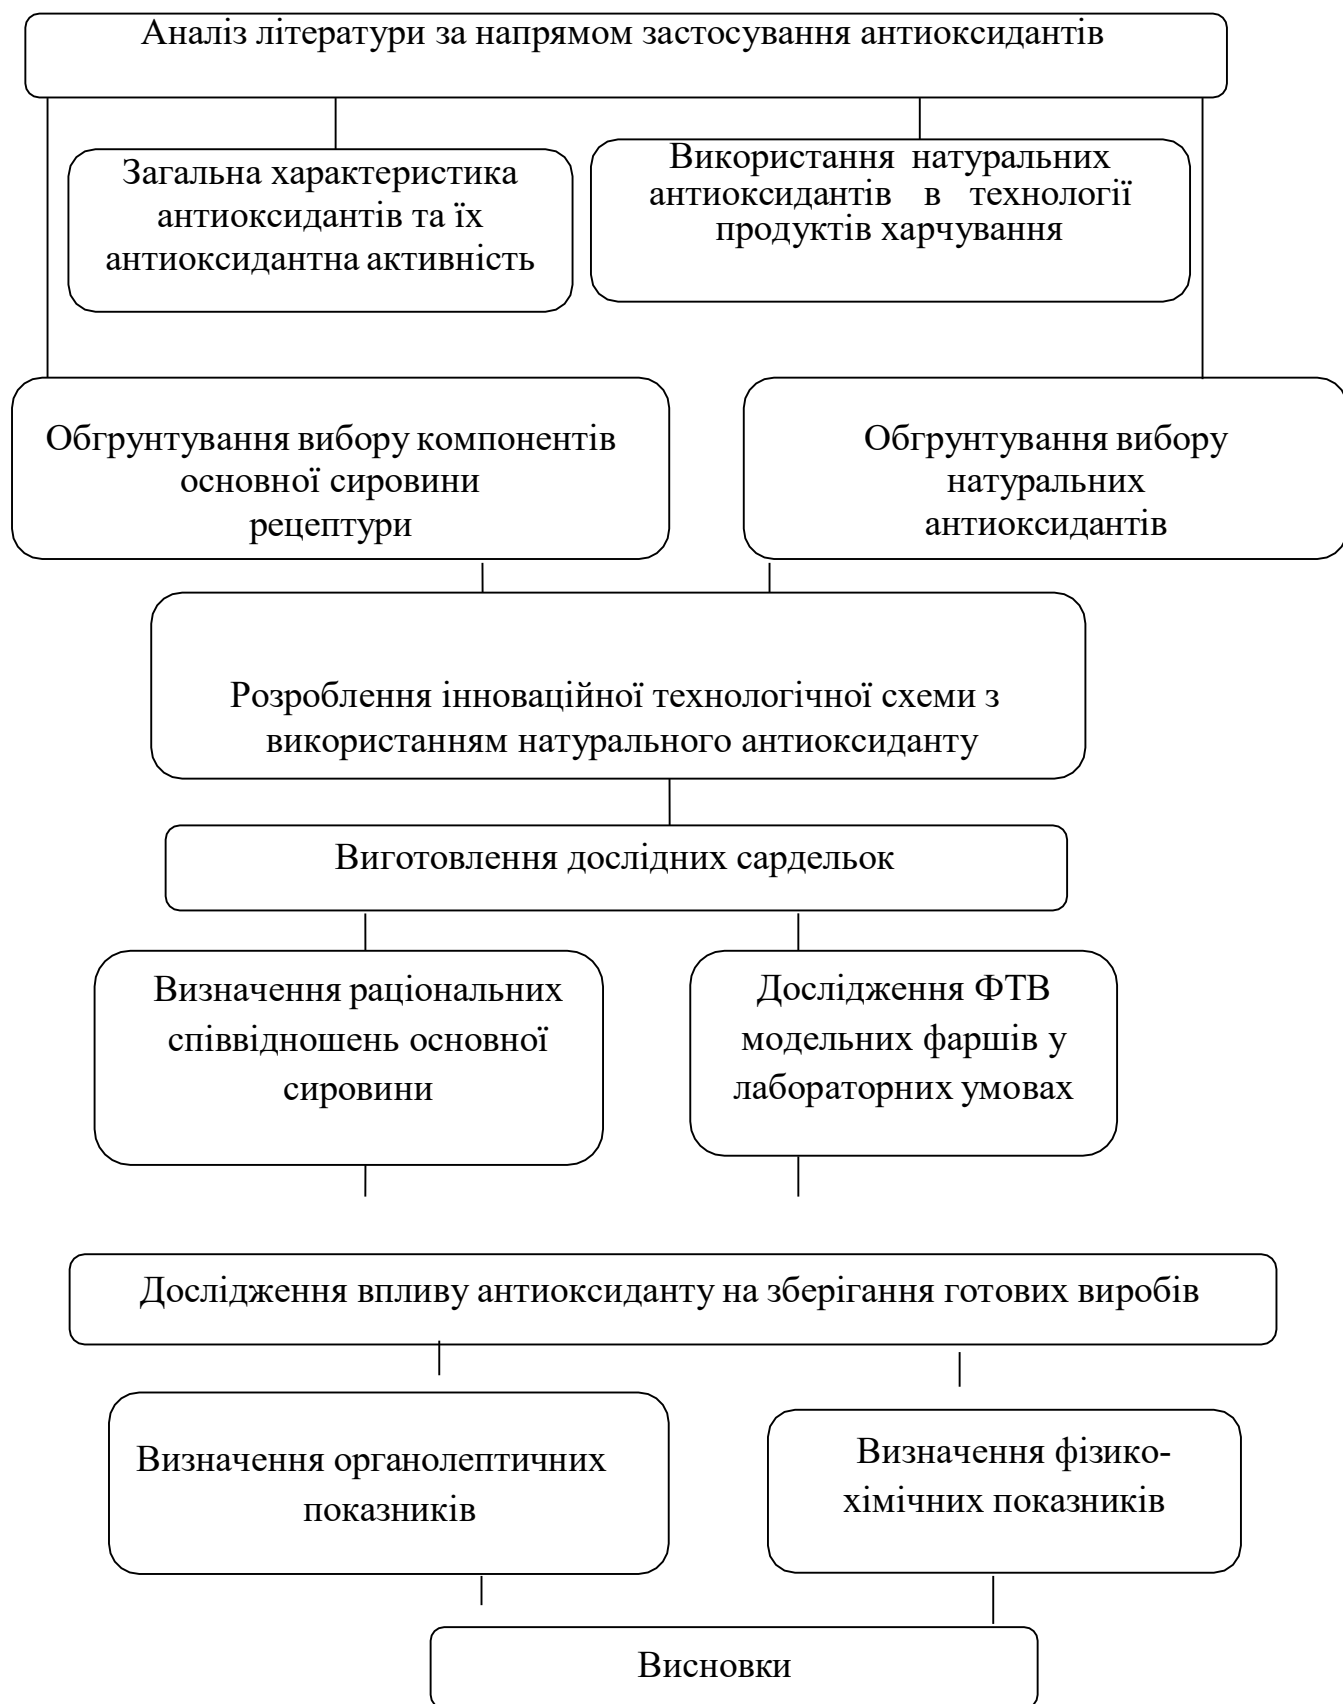 Аналіз літератури за напрямом застосування антиоксидантів
Загальна характеристика
антиоксидантів та їх
антиоксидантна активність
Використання натуральних
антиоксидантів в технології
продуктів харчування
Обгрунтування вибору компонентів
основної сировини
рецептури
Обгрунтування вибору
натуральних
антиоксидантів
Розроблення інноваційної технологічної схеми з
використанням натурального антиоксиданту
Виготовлення дослідних сардельок
Визначення раціональних
співвідношень основної
сировини
Дослідження ФТВ
модельних фаршів у
лабораторних умовах
Дослідження впливу антиоксиданту на зберігання готових виробів
Визначення органолептичних
показників
Визначення фізико-
хімічних показників
Висновки